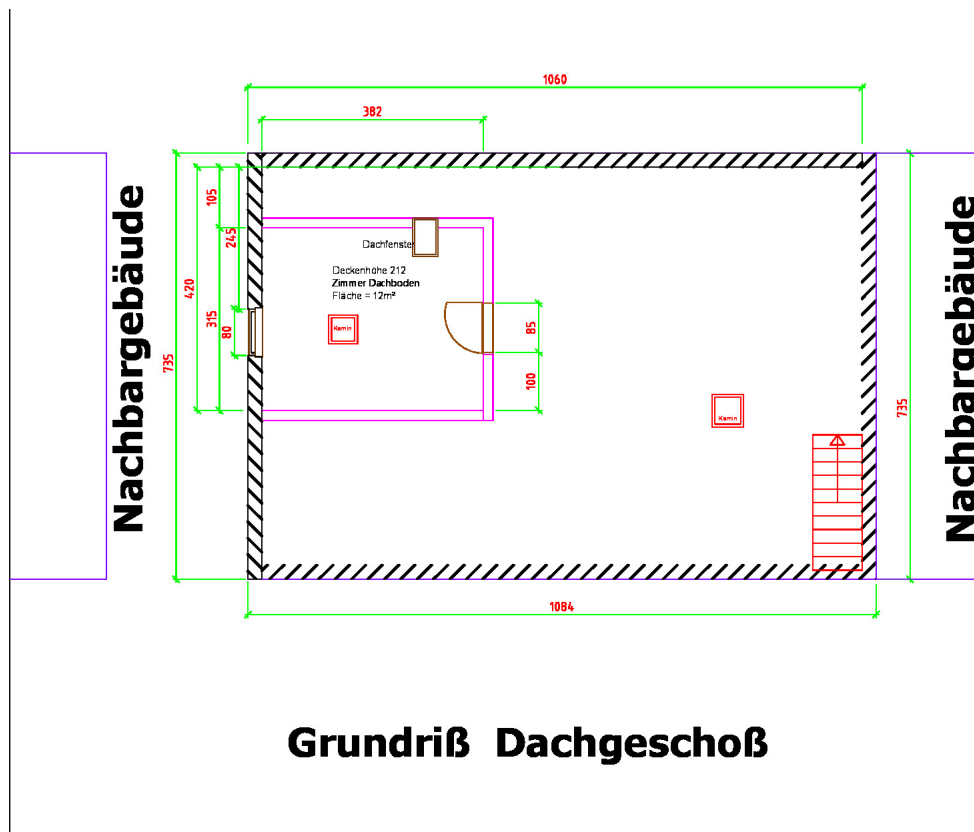 1060
382
105
245
420
315
80
735
Nachbargebäude
Dachfenster
Deckenhöhe 212
Zimmer Dachboden
Fläche = 12m²
Kamin
85
100
Kamin
735
Nachbargebäude
1084
Grundriß Dachgeschoß